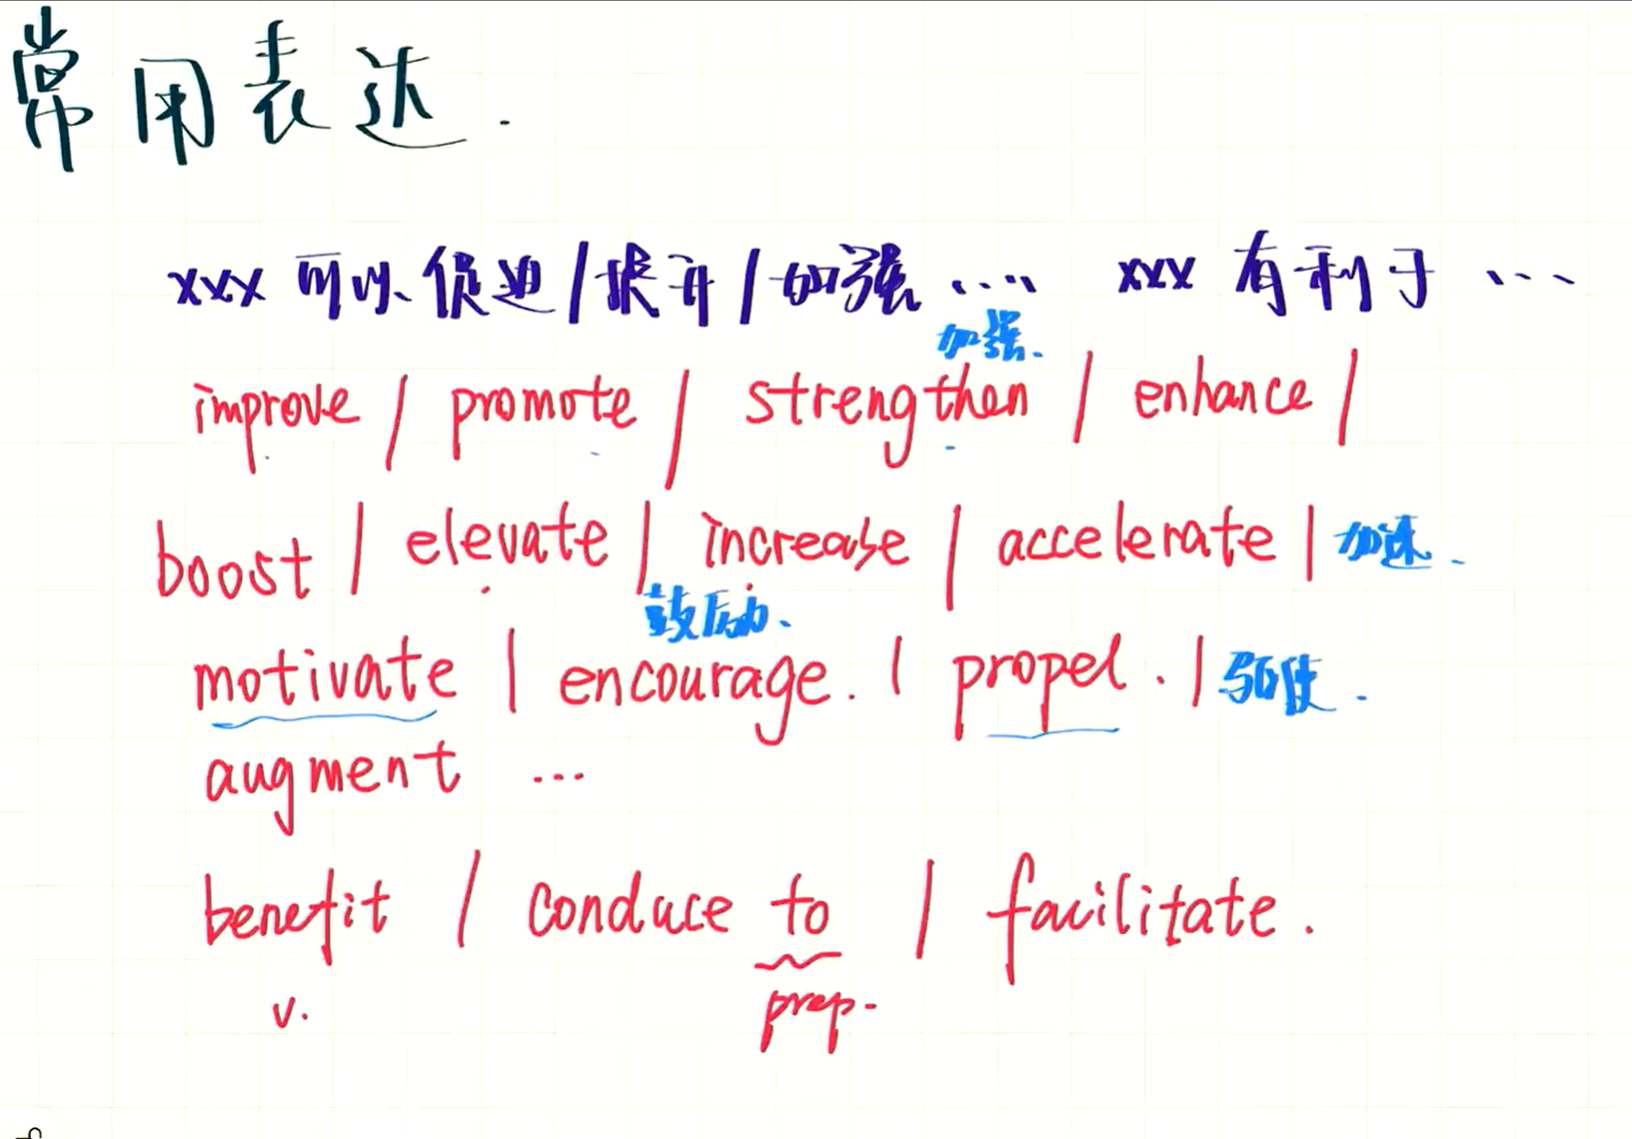 常用表达.
xxx 可以促进/提升/加强 .... xxx 有利于 ...
加强.
improve / promote / strengthen / enhance /
boost / elevate / increase / accelerate / 加速.
鼓励.
motivate / encourage. / propel. / 驱使.
augment ...
benefit / conduce to / facilitate.
v. prep.